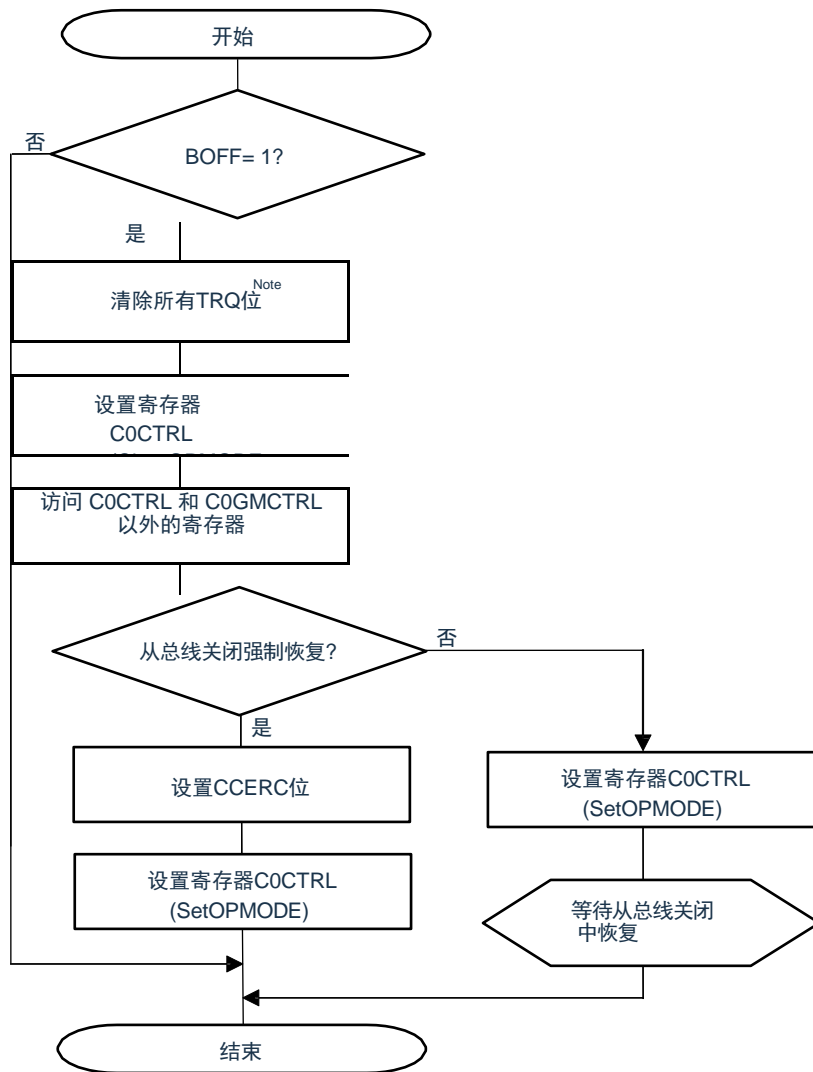 开始
否
BOFF= 1?
是
清除所有TRQ位Note
设置寄存器
C0CTRL
访问 C0CTRL 和 C0GMCTRL
以外的寄存器
从总线关闭强制恢复?
否
是
设置CCERC位
设置寄存器C0CTRL
(SetOPMODE)
设置寄存器C0CTRL
(SetOPMODE)
等待从总线关闭
中恢复
结束